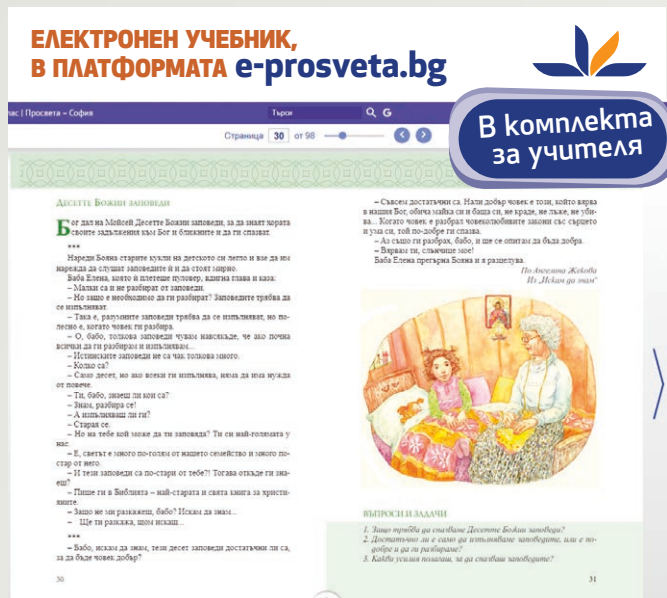 ЕЛЕКТРОНЕН УЧЕБНИК,
В ПЛАТФОРМАТА e-prosveta.bg
В комплекта
за учителя
лас | Просвета – София
Търси
G
Страница 30 от 98
ДЕСЕТТЕ БОЖИИ ЗАПОВЕДИ
Бог дал на Мойсей Десетте Божии заповеди, за да знаят хората
своите задължения към Бог и ближните и да ги спазват.
***
Нареди Бояна старите кукли на детското си легло и взе да им
нарежда да слушат заповедите ѝ и да стоят мирно.
Баба Елена, която ѝ плетеше пуловер, вдигна глава и каза:
– Малки са и не разбират от заповеди.
– Но защо е необходимо да ги разбират? Заповедите трябва да
се изпълняват.
– Така е, разумните заповеди трябва да се изпълняват, но по-
лесно е, когато човек ги разбира.
– О, бабо, толкова заповеди чувам навсякъде, че ако почна
всички да ги разбирам и изпълнявам...
– Истинските заповеди не са чак толкова много.
– Колко са?
– Само десет, но ако всеки ги изпълнява, няма да има нужда
от повече.
– Ти, бабо, знаеш ли кои са?
– Знам, разбира се!
– А изпълняваш ли ги?
– Старая се.
– Но на тебе кой може да ти заповяда? Ти си най-голямата у
нас.
– Е, светът е много по-голям от нашето семейство и много по-
стар от него.
– И тези заповеди са по-стари от тебе?! Тогава откъде ги зна-
еш?
– Пише ги в Библията – най-старата и свята книга за христи-
яните.
– Защо не ми разкажеш, бабо? Искам да знам...
– Ще ти разкажа, щом искаш...
***
– Бабо, искам да знам, тези десет заповеди достатъчни ли са,
за да бъде човек добър?
30
– Съвсем достатъчни са. Нали добър човек е този, който вярва
в нашия Бог, обича майка си и баща си, не краде, не лъже, не уби-
ва... Когато човек е разбрал човеколюбивите закони със сърцето
и ума си, той по-добре ги спазва.
– Аз също ги разбрах, бабо, и ще се опитам да бъда добра.
– Вярвам ти, слънчице мое!
Баба Елена прегърна Бояна и я разцелува.
По Ангелина Жекова
Из „Искам да знам“
ВЪПРОСИ И ЗАДАЧИ
1. Защо трябва да спазваме Десетте Божии заповеди?
2. Достатъчно ли е само да изпълняваме заповедите, или е по-
добре и да ги разбираме?
3. Какви усилия полагаш, за да спазваш заповедите?
31